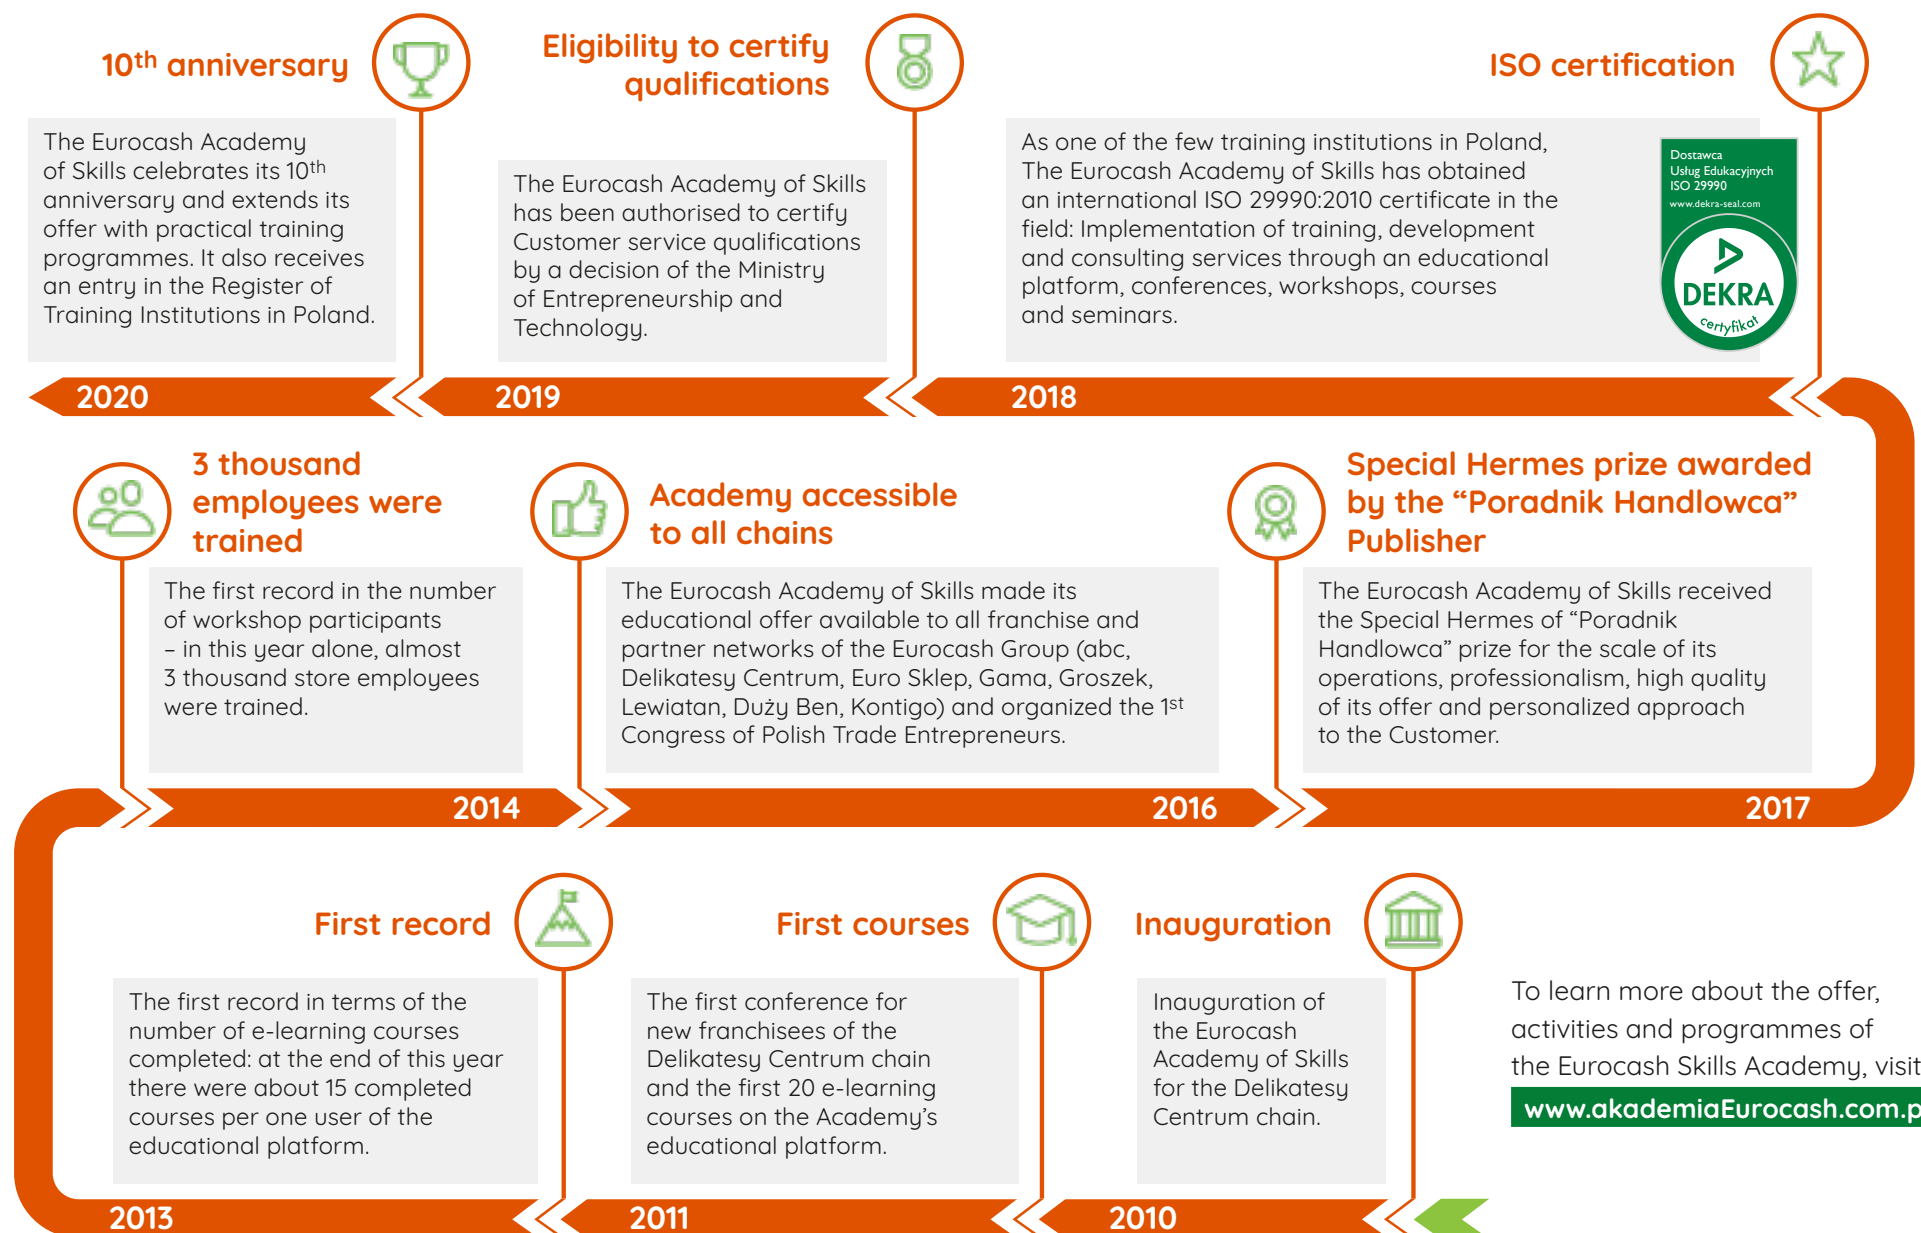 10th anniversary
The Eurocash Academy
of Skills celebrates its 10th
anniversary and extends its
offer with practical training
programmes. It also receives
an entry in the Register of
Training Institutions in Poland.
2020
Eligibility to certify
qualifications
The Eurocash Academy of Skills
has been authorised to certify
Customer service qualifications
by a decision of the Ministry
of Entrepreneurship and
Technology.
2019
ISO certification
As one of the few training institutions in Poland,
The Eurocash Academy of Skills has obtained
an international ISO 29990:2010 certificate in the
field: Implementation of training, development
and consulting services through an educational
platform, conferences, workshops, courses
and seminars.
Dostawca
Usług Edukacyjnych
ISO 29990
www.dekra-seal.com
DEKRA
certyfikat
2018
3 thousand
employees were
trained
The first record in the number
of workshop participants
– in this year alone, almost
3 thousand store employees
were trained.
2014
Academy accessible
to all chains
The Eurocash Academy of Skills made its
educational offer available to all franchise and
partner networks of the Eurocash Group (abc,
Delikatesy Centrum, Euro Sklep, Gama, Groszek,
Lewiatan, Duży Ben, Kontigo) and organized the 1st
Congress of Polish Trade Entrepreneurs.
2016
Special Hermes prize awarded
by the “Poradnik Handlowca”
Publisher
The Eurocash Academy of Skills received
the Special Hermes of “Poradnik
Handlowca” prize for the scale of its
operations, professionalism, high quality
of its offer and personalized approach
to the Customer.
2017
First record
The first record in terms of the
number of e-learning courses
completed: at the end of this year
there were about 15 completed
courses per one user of the
educational platform.
2013
First courses
The first conference for
new franchisees of the
Delikatesy Centrum chain
and the first 20 e-learning
courses on the Academy’s
educational platform.
2011
Inauguration
Inauguration of
the Eurocash
Academy of Skills
for the Delikatesy
Centrum chain.
2010
To learn more about the offer,
activities and programmes of
the Eurocash Skills Academy, visit
www.akademiaEurocash.com.p